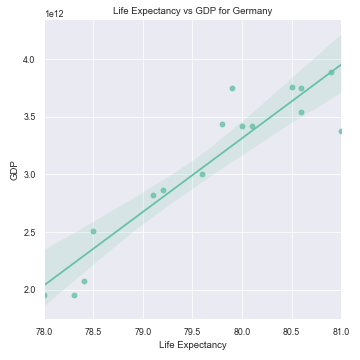 Life Expectancy vs GDP for Germany
1e12
4.0
3.5
3.0
2.5
2.0
GDP
78.0 78.5 79.0 79.5 80.0 80.5 81.0
Life Expectancy